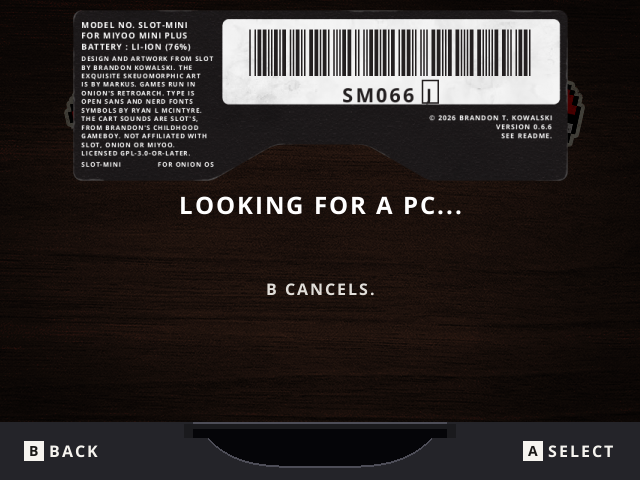 MODEL NO. SLOT-MINI
FOR MIYOO MINI PLUS
BATTERY : LI-ION (76%)
DESIGN AND ARTWORK FROM SLOT
BY BRANDON KOWALSKI. THE
EXQUISITE SKEUOMORPHIC ART
IS BY MARKUS. GAMES RUN IN
ONION'S RETROARCH. TYPE IS
OPEN SANS AND NERD FONTS
SYMBOLS BY RYAN L MCINTYRE.
THE CART SOUNDS ARE SLOT'S,
FROM BRANDON'S CHILDHOOD
GAMEBOY. NOT AFFILIATED WITH
SLOT, ONION OR MIYOO.
LICENSED GPL-3.0-OR-LATER.
SLOT-MINI FOR ONION OS
SM066 J
© 2026 BRANDON T. KOWALSKI
VERSION 0.6.6
SEE README.
LOOKING FOR A PC...
B CANCELS.
B BACK
A SELECT